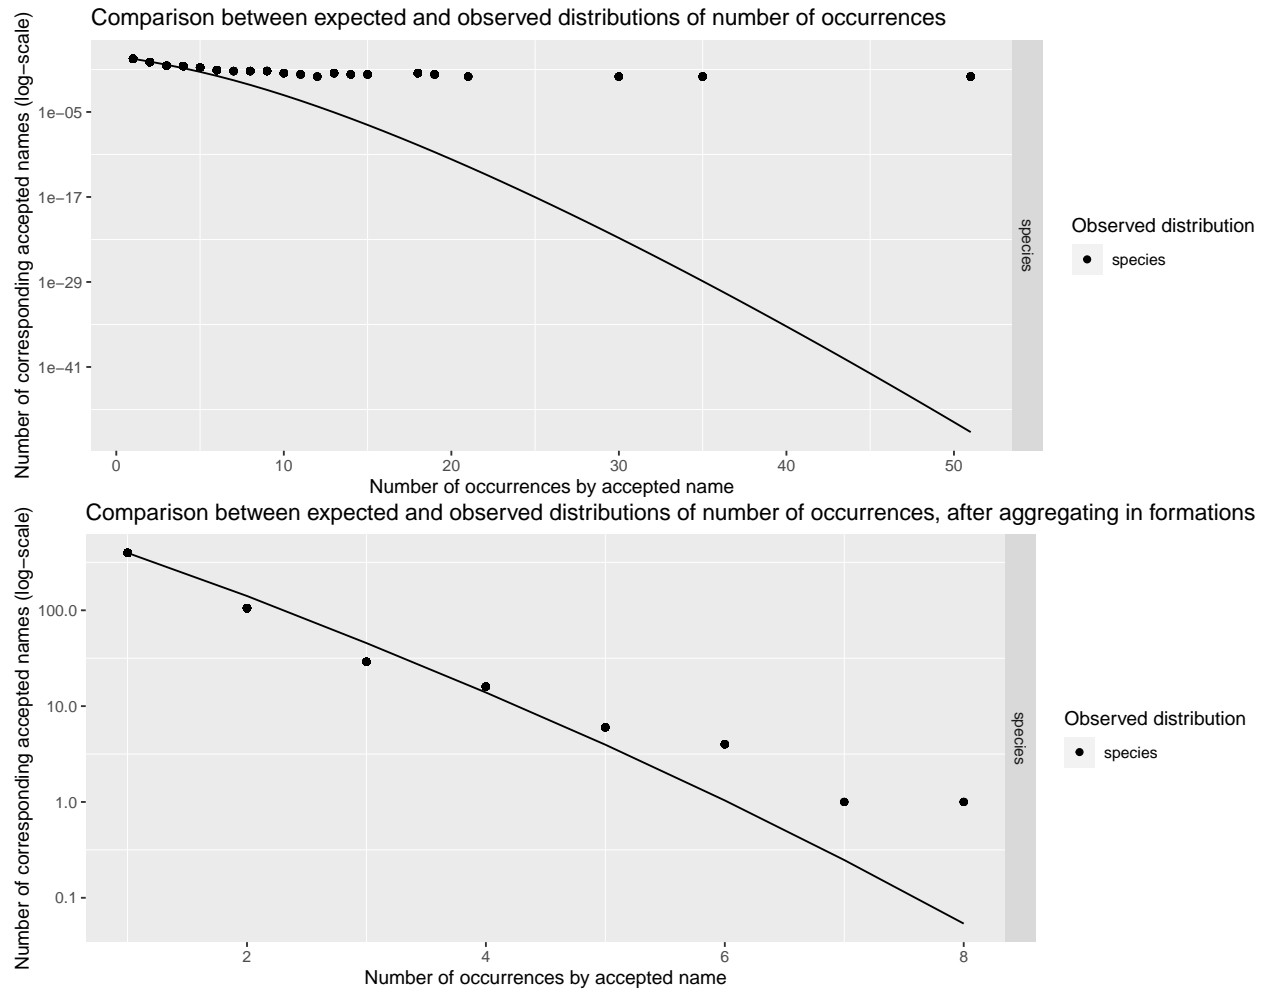 Comparison between expected and observed distributions of number of occurrences
Number of corresponding accepted names (log−scale)
1e−05
1e−17
1e−29
1e−41
0 10 20 30 40 50
Number of occurrences by accepted name
species
Observed distribution
species
Comparison between expected and observed distributions of number of occurrences, after aggregating in formations
Number of corresponding accepted names (log−scale)
100.0
10.0
1.0
0.1
2 4 6 8
Number of occurrences by accepted name
species
Observed distribution
species